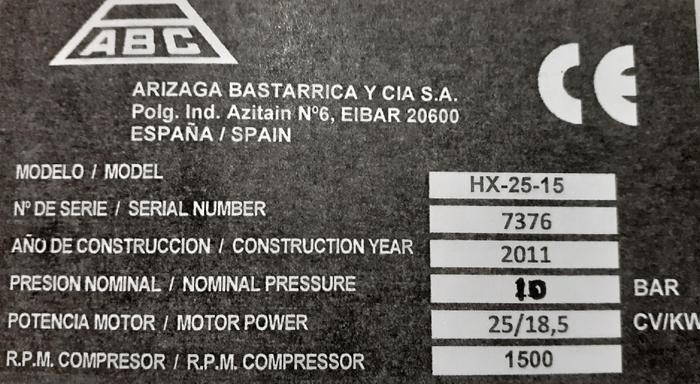 ABC
CE
ARIZAGA BASTARRICA Y CIA S.A.
Polg. Ind. Azitain Nº6, EIBAR 20600
ESPAÑA / SPAIN
MODELO / MODEL HX-25-15
Nº DE SERIE / SERIAL NUMBER 7376
AÑO DE CONSTRUCCION / CONSTRUCTION YEAR 2011
PRESION NOMINAL / NOMINAL PRESSURE 10 BAR
POTENCIA MOTOR / MOTOR POWER 25/18,5 CV/KW
R.P.M. COMPRESOR / R.P.M. COMPRESSOR 1500